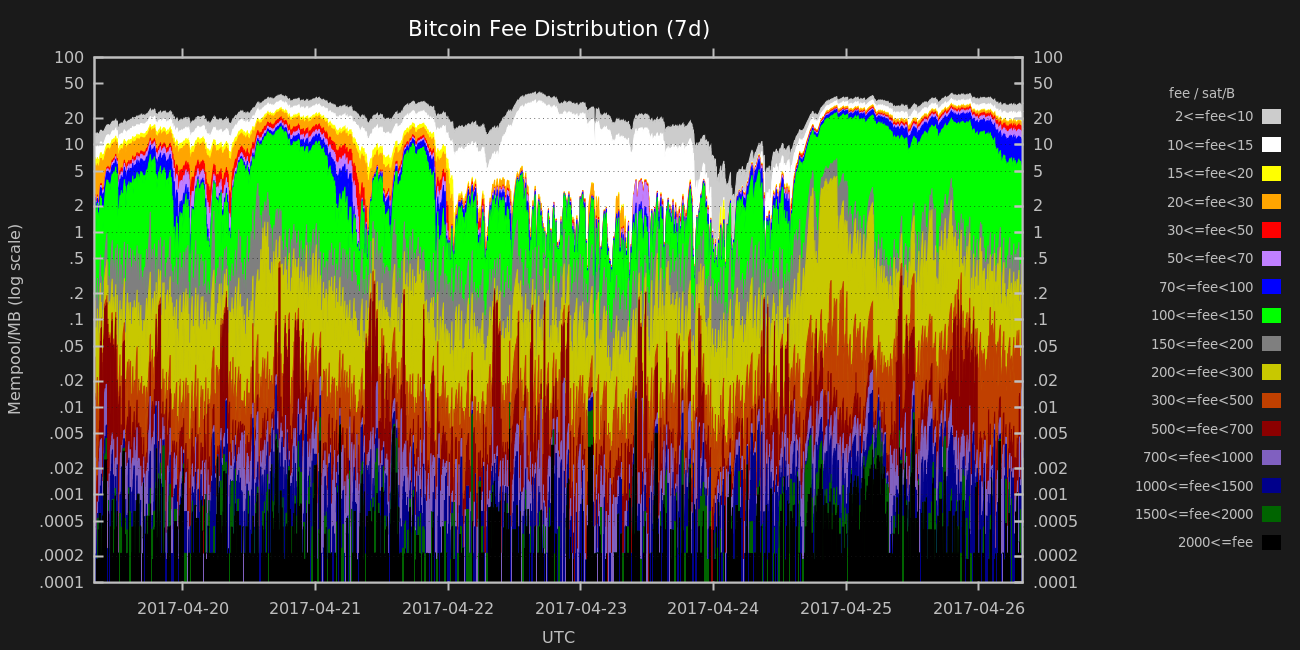 Bitcoin Fee Distribution (7d)
Mempool/MB (log scale)
100
50
20
10
5
2
1
.5
.2
.1
.05
.02
.01
.005
.002
.001
.0005
.0002
.0001
100
50
20
10
5
2
1
.5
.2
.1
.05
.02
.01
.005
.002
.001
.0005
.0002
.0001
2017-04-20 2017-04-21 2017-04-22 2017-04-23 2017-04-24 2017-04-25 2017-04-26
UTC
fee / sat/B
2<=fee<10
10<=fee<15
15<=fee<20
20<=fee<30
30<=fee<50
50<=fee<70
70<=fee<100
100<=fee<150
150<=fee<200
200<=fee<300
300<=fee<500
500<=fee<700
700<=fee<1000
1000<=fee<1500
1500<=fee<2000
2000<=fee